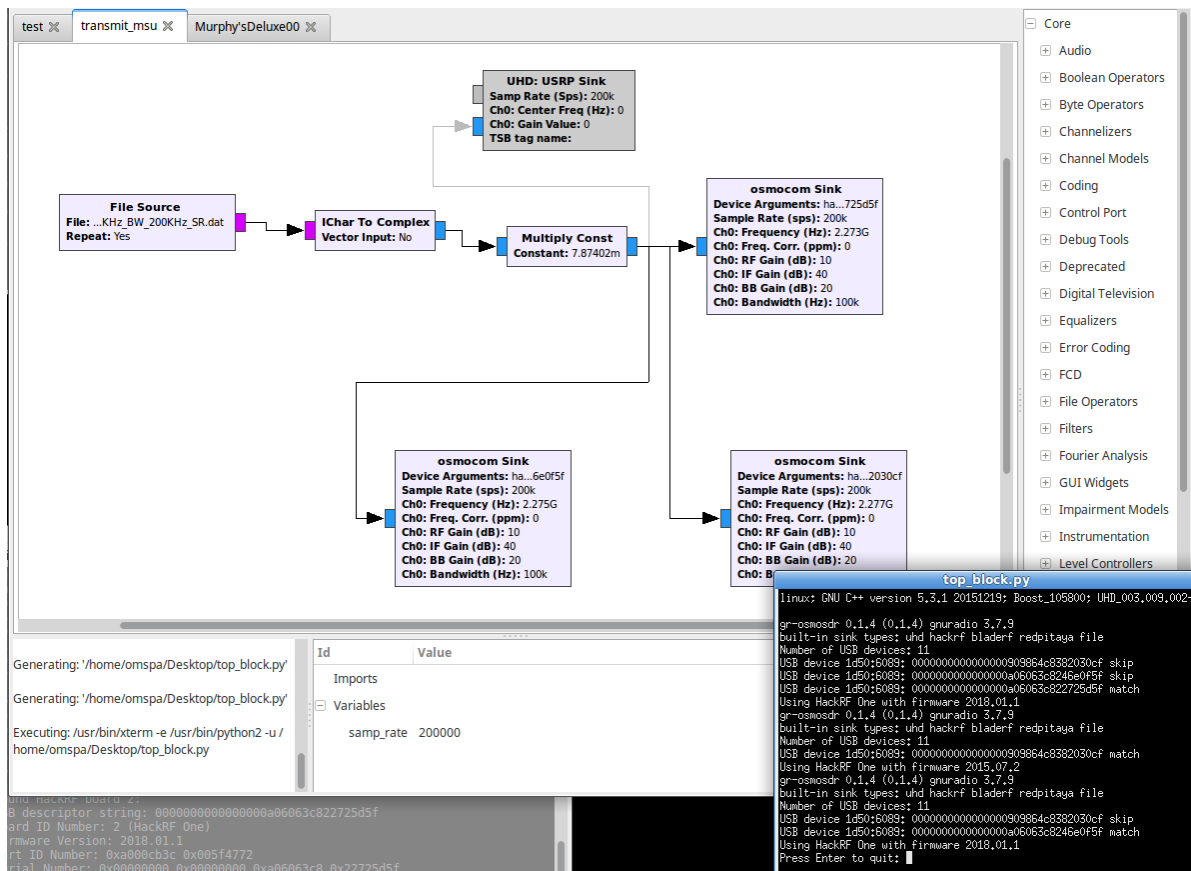 test
transmit_msu
Murphy'sDeluxe00
UHD: USRP Sink
Samp Rate (Sps): 200k
Ch0: Center Freq (Hz): 0
Ch0: Gain Value: 0
TSB tag name:
File Source
File: ...KHz_BW_200KHz_SR.dat
Repeat: Yes
IChar To Complex
Vector Input: No
Multiply Const
Constant: 7.87402m
osmocom Sink
Device Arguments: ha...725d5f
Sample Rate (sps): 200k
Ch0: Frequency (Hz): 2.273G
Ch0: Freq. Corr. (ppm): 0
Ch0: RF Gain (dB): 10
Ch0: IF Gain (dB): 40
Ch0: BB Gain (dB): 20
Ch0: Bandwidth (Hz): 100k
osmocom Sink
Device Arguments: ha...6e0f5f
Sample Rate (sps): 200k
Ch0: Frequency (Hz): 2.275G
Ch0: Freq. Corr. (ppm): 0
Ch0: RF Gain (dB): 10
Ch0: IF Gain (dB): 40
Ch0: BB Gain (dB): 20
Ch0: Bandwidth (Hz): 100k
osmocom Sink
Device Arguments: ha...2030cf
Sample Rate (sps): 200k
Ch0: Frequency (Hz): 2.277G
Ch0: Freq. Corr. (ppm): 0
Ch0: RF Gain (dB): 10
Ch0: IF Gain (dB): 40
Ch0: BB Gain (dB): 20
Ch0: B
Core
Audio
Boolean Operators
Byte Operators
Channelizers
Channel Models
Coding
Control Port
Debug Tools
Deprecated
Digital Television
Equalizers
Error Coding
FCD
File Operators
Filters
Fourier Analysis
GUI Widgets
Impairment Models
Instrumentation
Level Controllers
Generating: '/home/omspa/Desktop/top_block.py'
Generating: '/home/omspa/Desktop/top_block.py'
Executing: /usr/bin/xterm -e /usr/bin/python2 -u /
home/omspa/Desktop/top_block.py
Id Value
Imports
Variables
samp_rate 200000
top_block.py
linux; GNU C++ version 5.3.1 20151219; Boost_105800; UHD_003.009.002-
gr-osmosdr 0.1.4 (0.1.4) gnuradio 3.7.9
built-in sink types: uhd hackrf bladerf redpitaya file
Number of USB devices: 11
USB device 1d50:6089: 0000000000000000909864c8382030cf skip
USB device 1d50:6089: 0000000000000000a06063c8246e0f5f skip
USB device 1d50:6089: 0000000000000000a06063c822725d5f match
Using HackRF One with firmware 2018.01.1
gr-osmosdr 0.1.4 (0.1.4) gnuradio 3.7.9
built-in sink types: uhd hackrf bladerf redpitaya file
Number of USB devices: 11
USB device 1d50:6089: 0000000000000000909864c8382030cf match
Using HackRF One with firmware 2015.07.2
gr-osmosdr 0.1.4 (0.1.4) gnuradio 3.7.9
built-in sink types: uhd hackrf bladerf redpitaya file
Number of USB devices: 11
USB device 1d50:6089: 0000000000000000909864c8382030cf skip
USB device 1d50:6089: 0000000000000000a06063c8246e0f5f match
Using HackRF One with firmware 2018.01.1
Press Enter to quit:
und HackRF board 2:
B descriptor string: 0000000000000000a06063c822725d5f
ard ID Number: 2 (HackRF One)
rmware Version: 2018.01.1
rt ID Number: 0xa000cb3c 0x005f4772
rial Number: 0x00000000 0x00000000 0xa06063c8 0x22725d5f